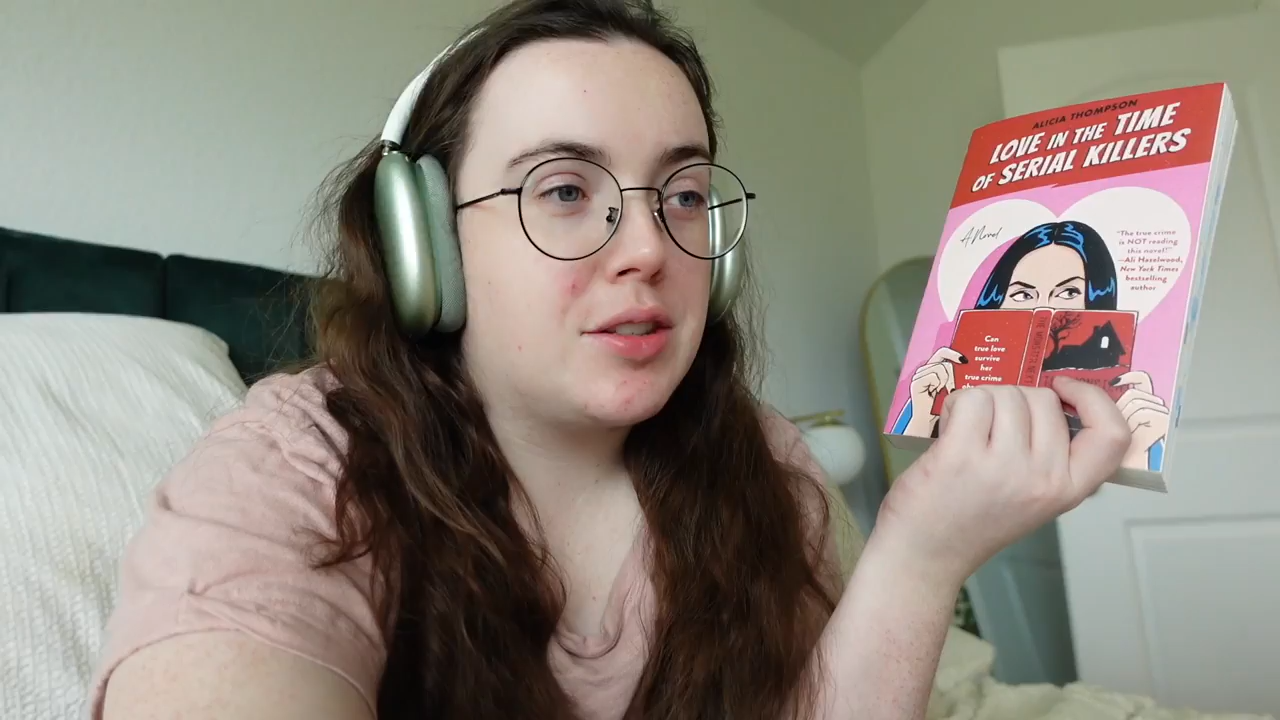 ALICIA THOMPSON
LOVE IN THE TIME
OF SERIAL KILLERS
A Novel
"The true crime
is NOT reading
this novel!"
—Ali Hazelwood,
New York Times
bestselling
author
Can
true love
survive
her
true crime